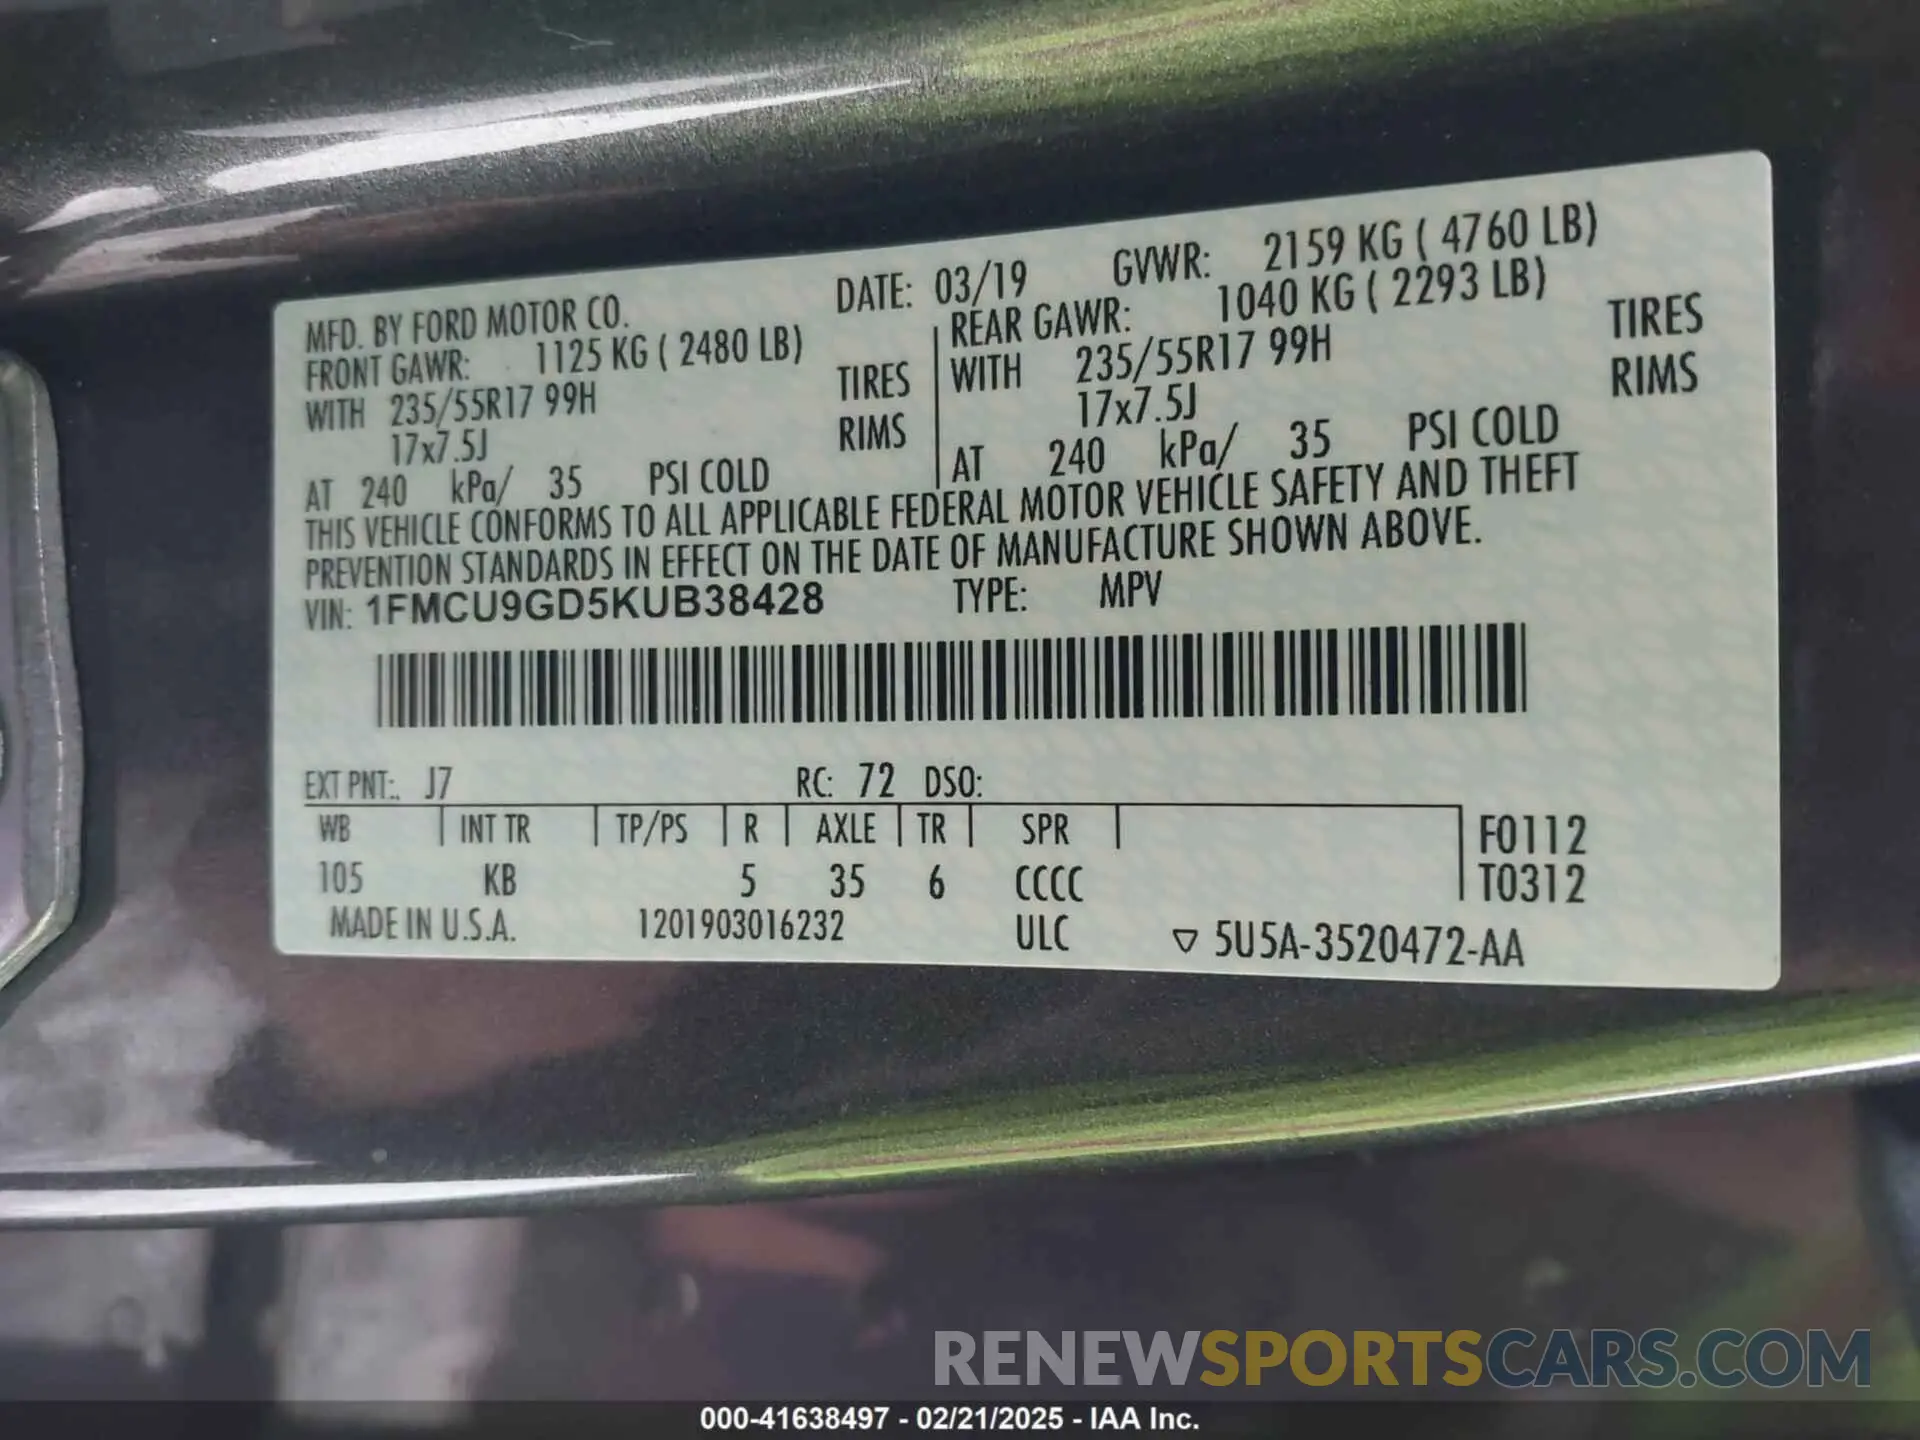 MFD. BY FORD MOTOR CO. DATE: 03/19 GVWR: 2159 KG ( 4760 LB)
FRONT GAWR: 1125 KG ( 2480 LB) REAR GAWR: 1040 KG ( 2293 LB)
WITH 235/55R17 99H TIRES WITH 235/55R17 99H TIRES
17x7.5J RIMS 17x7.5J RIMS
AT 240 kPa/ 35 PSI COLD AT 240 kPa/ 35 PSI COLD
THIS VEHICLE CONFORMS TO ALL APPLICABLE FEDERAL MOTOR VEHICLE SAFETY AND THEFT
PREVENTION STANDARDS IN EFFECT ON THE DATE OF MANUFACTURE SHOWN ABOVE.
VIN: 1FMCU9GD5KUB38428 TYPE: MPV
EXT PNT: J7 RC: 72 DSO:
WB INT TR TP/PS R AXLE TR SPR F0112
105 KB 5 35 6 CCCC T0312
MADE IN U.S.A. 1201903016232 ULC ▽ 5U5A-3520472-AA
RENEWSPORTSCARS.COM
000-41638497 - 02/21/2025 - IAA Inc.